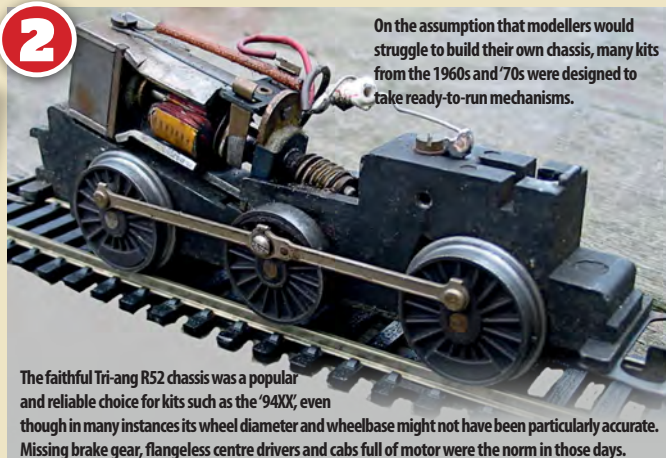 2
On the assumption that modellers would
struggle to build their own chassis, many kits
from the 1960s and ‘70s were designed to
take ready-to-run mechanisms.
The faithful Tri-ang R52 chassis was a popular
and reliable choice for kits such as the ‘94XX’, even
though in many instances its wheel diameter and wheelbase might not have been particularly accurate.
Missing brake gear, flangeless centre drivers and cabs full of motor were the norm in those days.